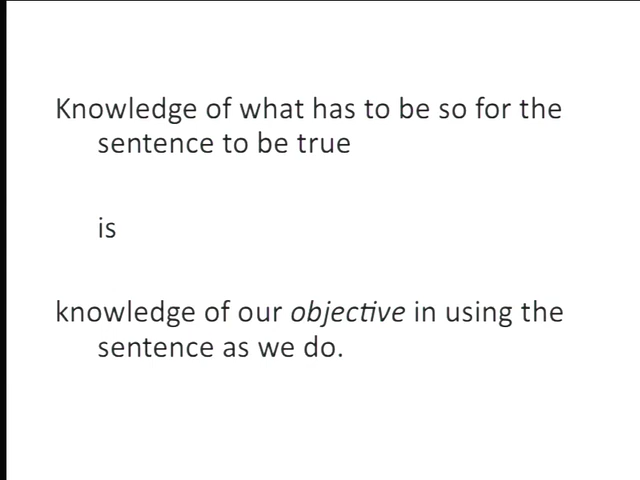 Knowledge of what has to be so for the
sentence to be true
is
knowledge of our objective in using the
sentence as we do.